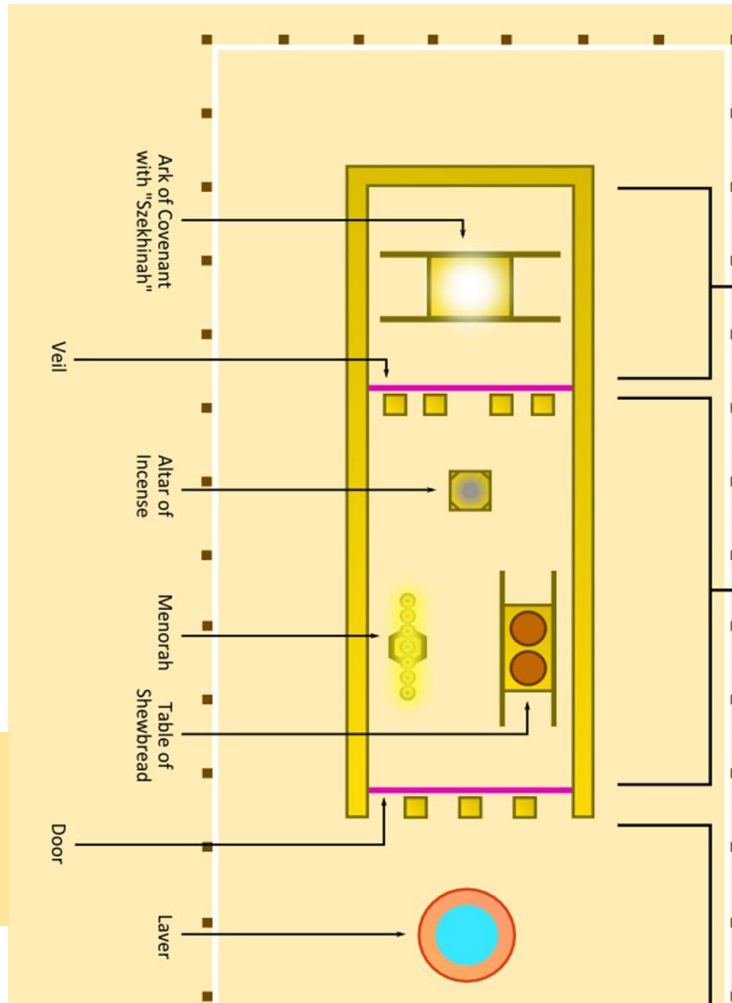 Ark of Covenant
with "Szekhinah"
Veil
Altar of
Incense
Menorah
Table of
Shewbread
Door
Laver